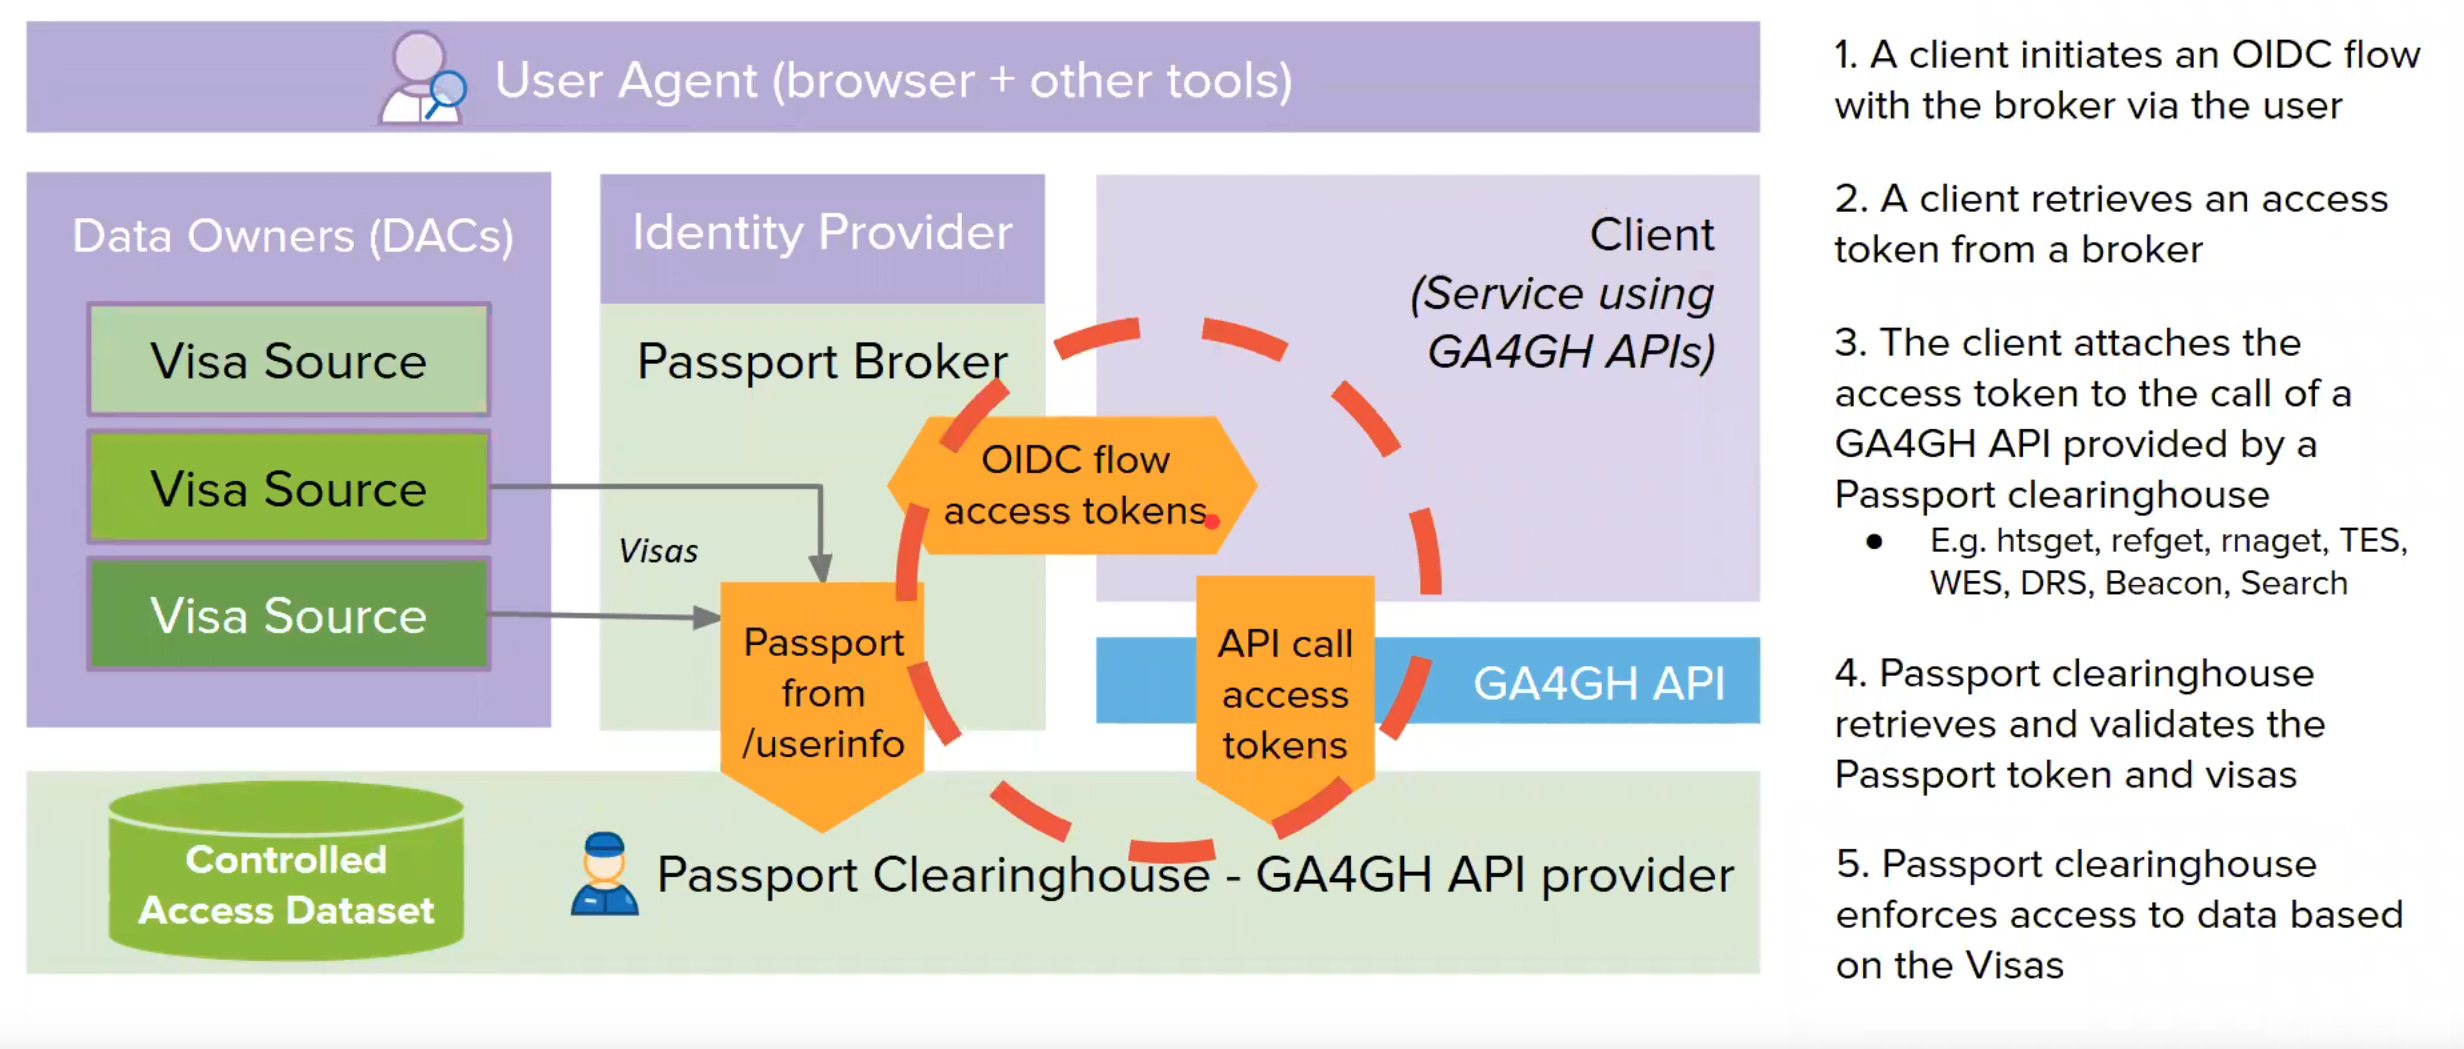 User Agent (browser + other tools)
Data Owners (DACs)
Visa Source
Visa Source
Visa Source
Identity Provider
Passport Broker
Visas
OIDC flow
access tokens
Passport
from
/userinfo
Client
(Service using
GA4GH APIs)
API call
access
tokens
GA4GH API
Controlled
Access Dataset
Passport Clearinghouse - GA4GH API provider
1. A client initiates an OIDC flow
with the broker via the user
2. A client retrieves an access
token from a broker
3. The client attaches the
access token to the call of a
GA4GH API provided by a
Passport clearinghouse
● E.g. htsget, refget, rnaget, TES,
WES, DRS, Beacon, Search
4. Passport clearinghouse
retrieves and validates the
Passport token and visas
5. Passport clearinghouse
enforces access to data based
on the Visas